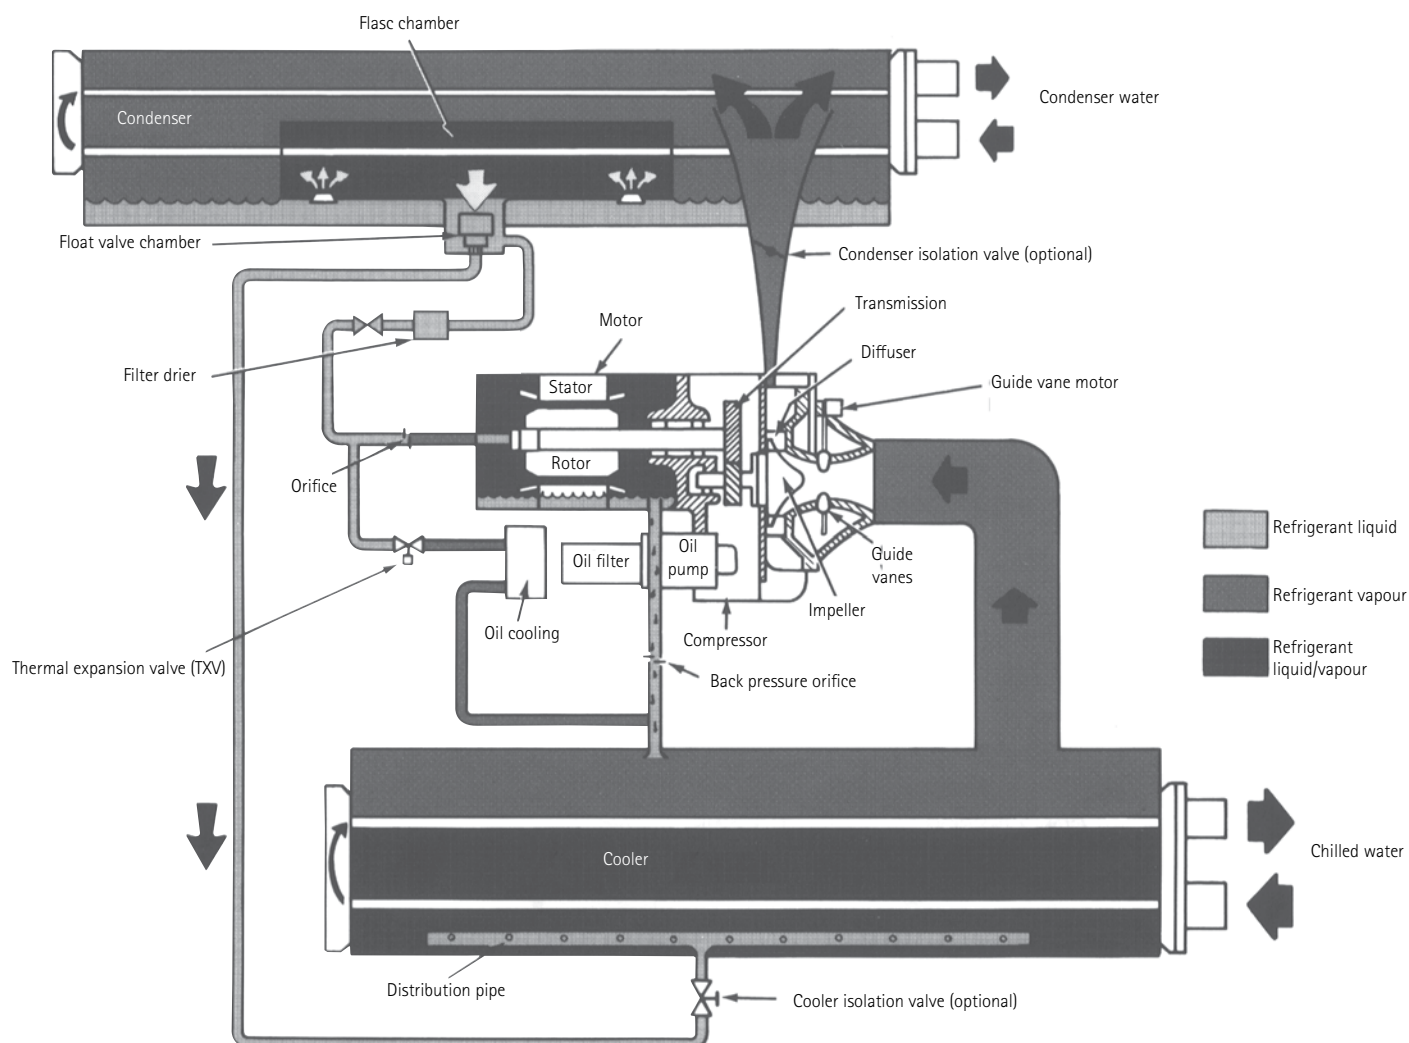 Flasc chamber
Condenser water
Condenser
Float valve chamber
Condenser isolation valve (optional)
Transmission
Motor
Diffuser
Filter drier
Guide vane motor
Stator
Rotor
Orifice
Refrigerant liquid
Oil filter
Oil
pump
Guide
vanes
Refrigerant vapour
Impeller
Oil cooling
Compressor
Thermal expansion valve (TXV)
Refrigerant
liquid/vapour
Back pressure orifice
Cooler
Chilled water
Distribution pipe
Cooler isolation valve (optional)